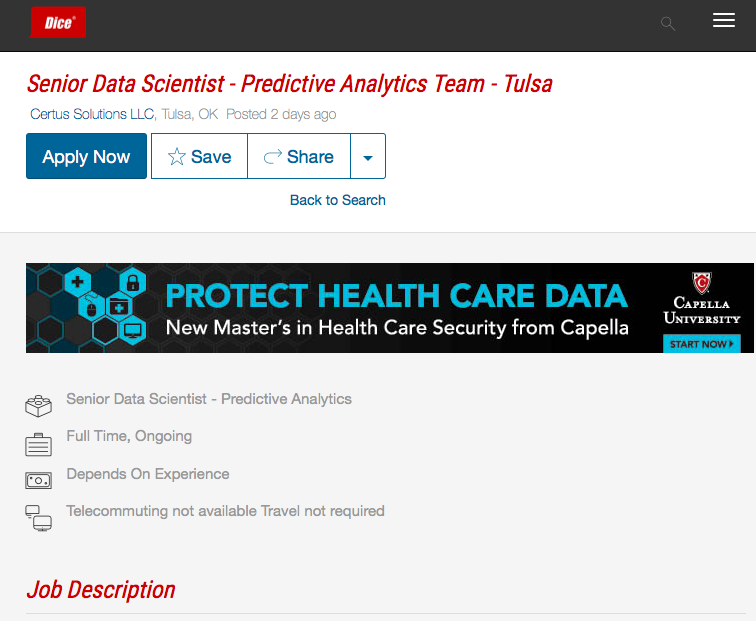 Dice
Senior Data Scientist - Predictive Analytics Team - Tulsa
Certus Solutions LLC, Tulsa, OK Posted 2 days ago
Apply Now Save Share
Back to Search
PROTECT HEALTH CARE DATA
New Master's in Health Care Security from Capella
CAPELLA
UNIVERSITY
START NOW
Senior Data Scientist - Predictive Analytics
Full Time, Ongoing
Depends On Experience
Telecommuting not available Travel not required
Job Description